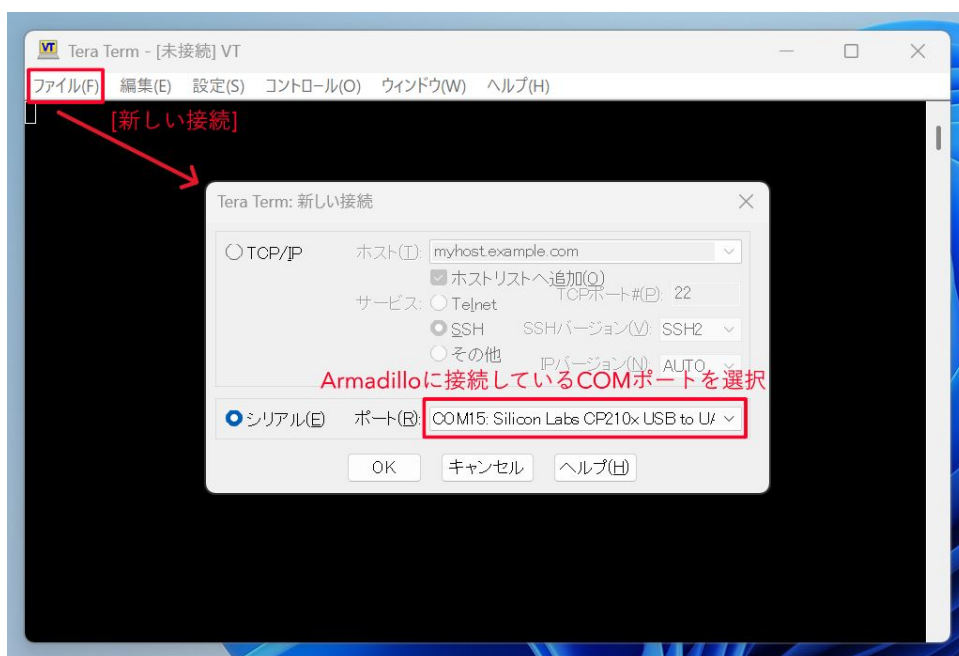 Tera Term - [未接続] VT
ファイル(F) 編集(E) 設定(S) コントロール(O) ウィンドウ(W) ヘルプ(H)
[新しい接続]
Tera Term: 新しい接続
TCP/IP ホスト(T): myhost.example.com
ホストリストへ追加(O)
サービス: Telnet TCPポート#(P): 22
SSH SSHバージョン(V): SSH2
その他 IPバージョン(N): AUTO
Armadilloに接続しているCOMポートを選択
シリアル(E) ポート(R): COM15: Silicon Labs CP210x USB to UA
OK キャンセル ヘルプ(H)